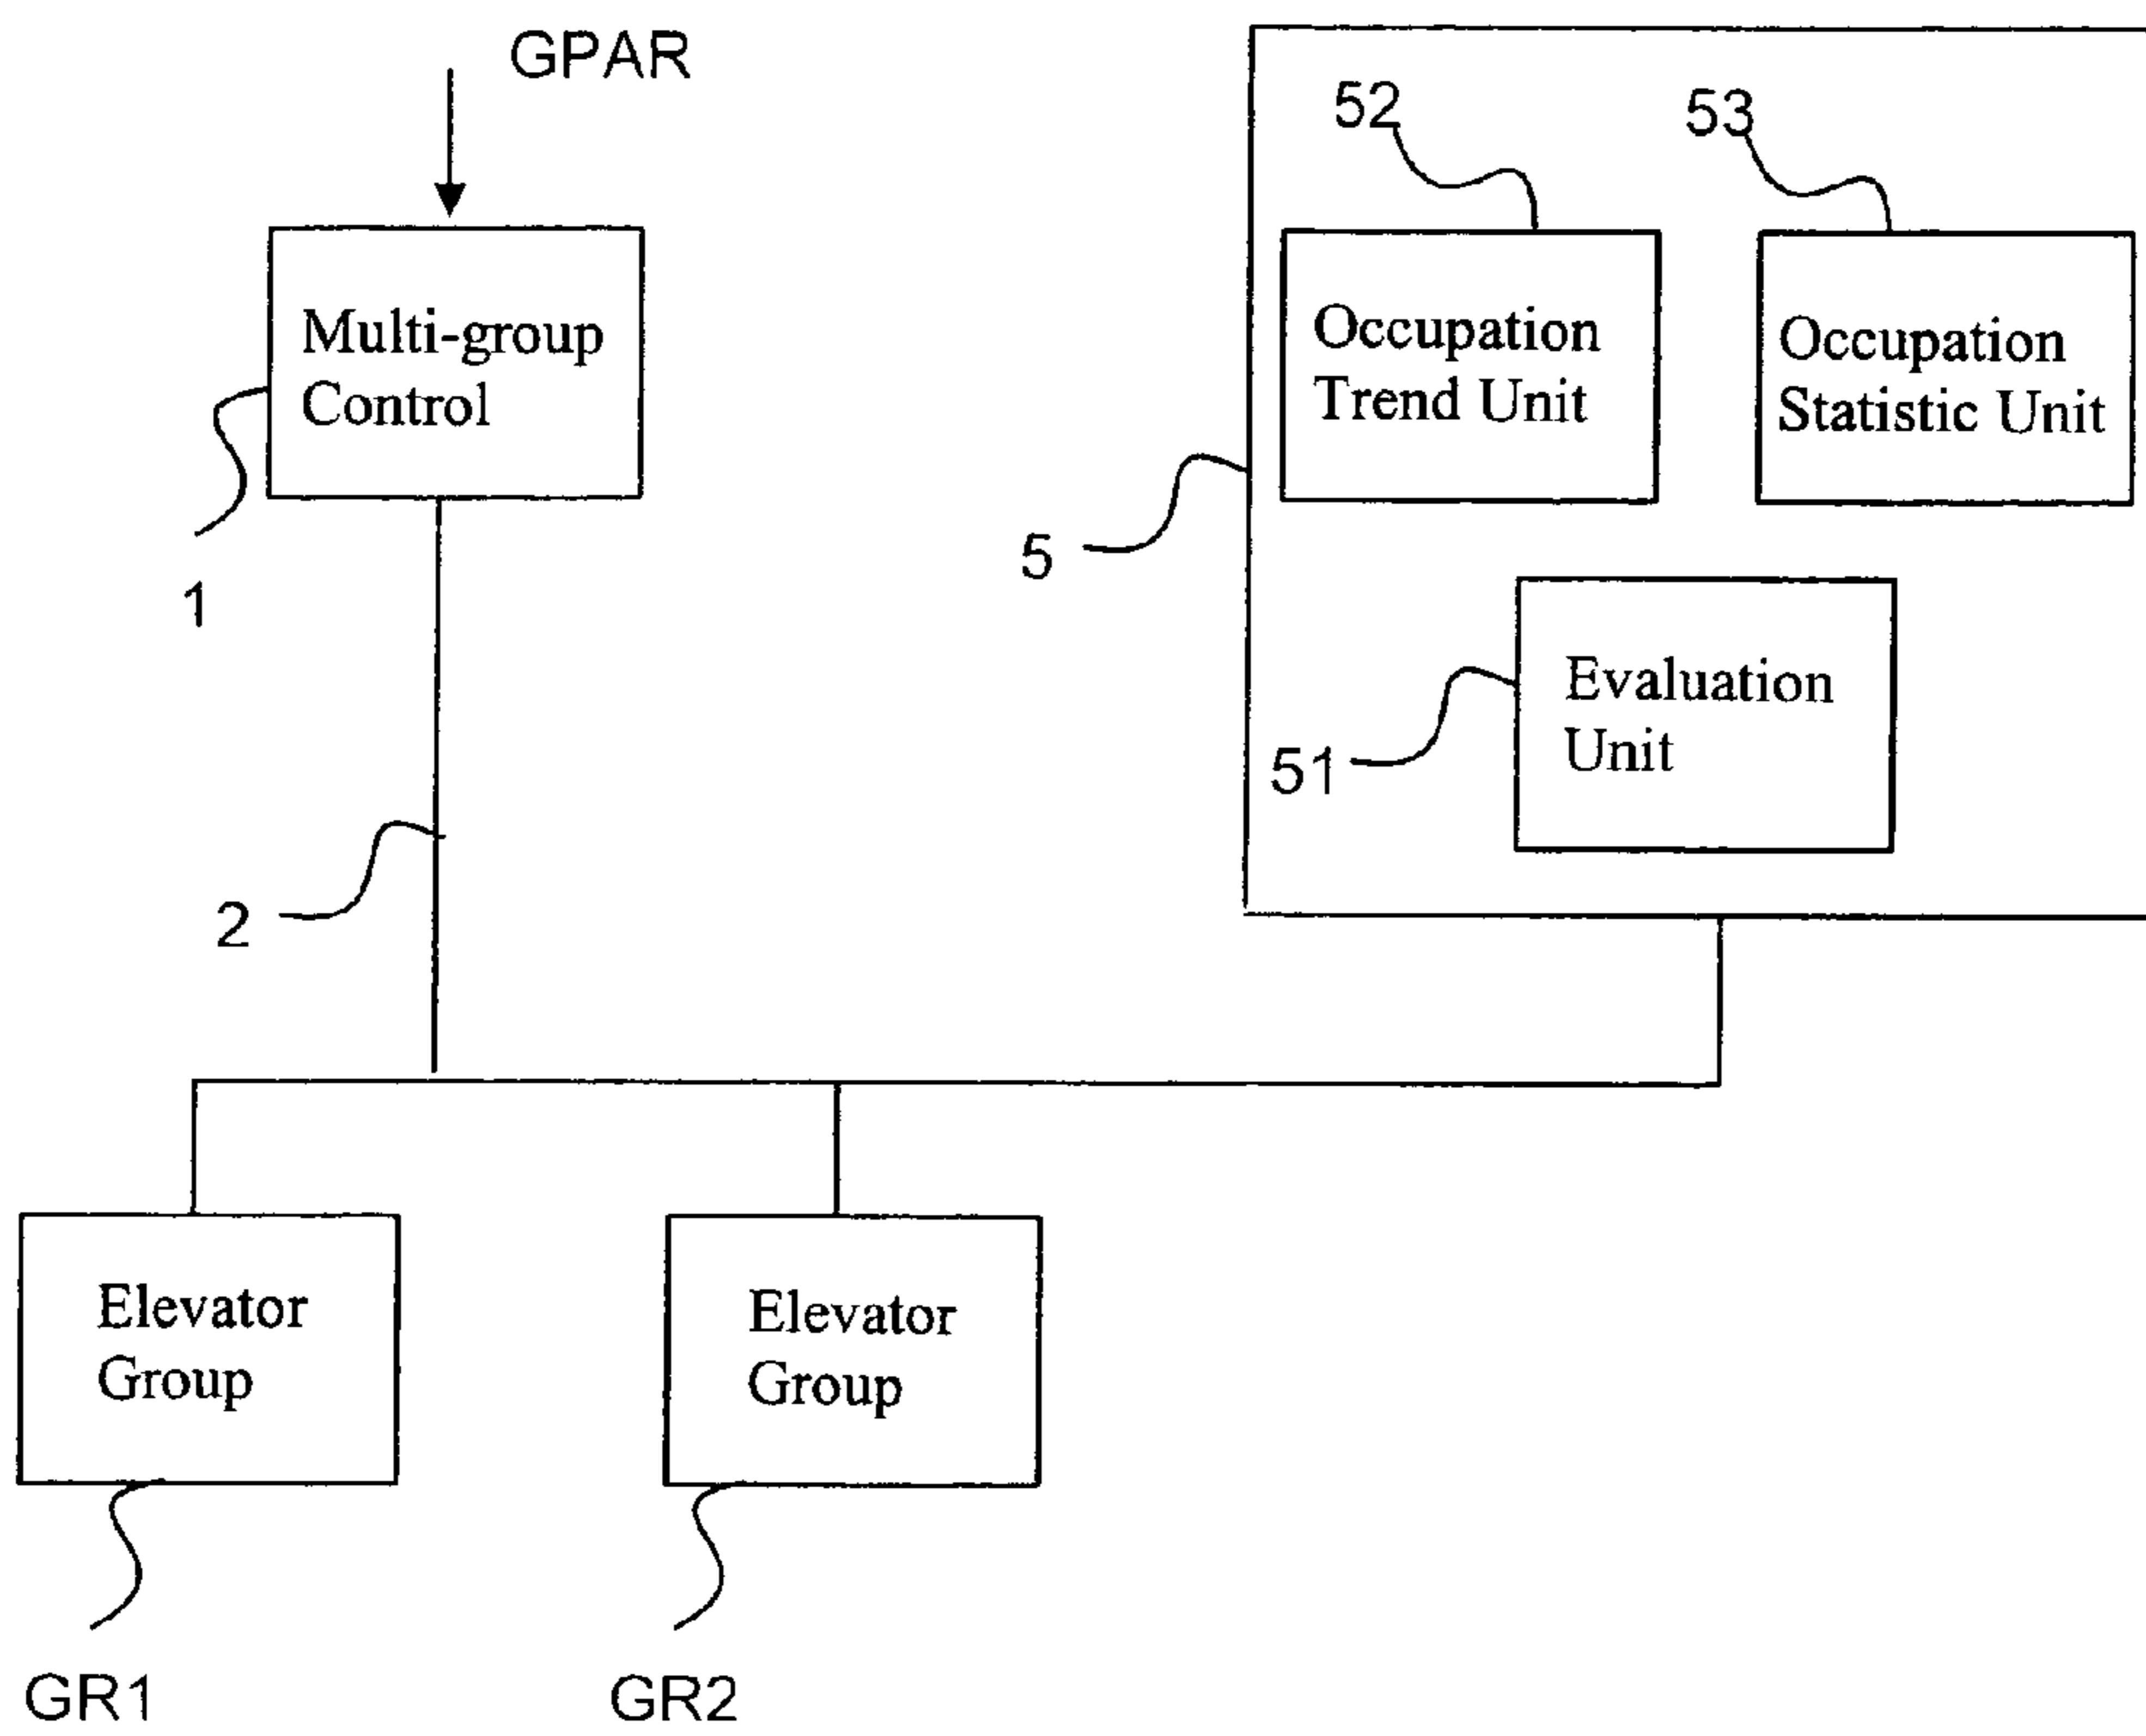 GPAR
52
53
Multi-group
Control
Occupation
Trend Unit
Occupation
Statistic Unit
5
1
Evaluation
Unit
51
2
Elevator
Group
Elevator
Group
GR1
GR2